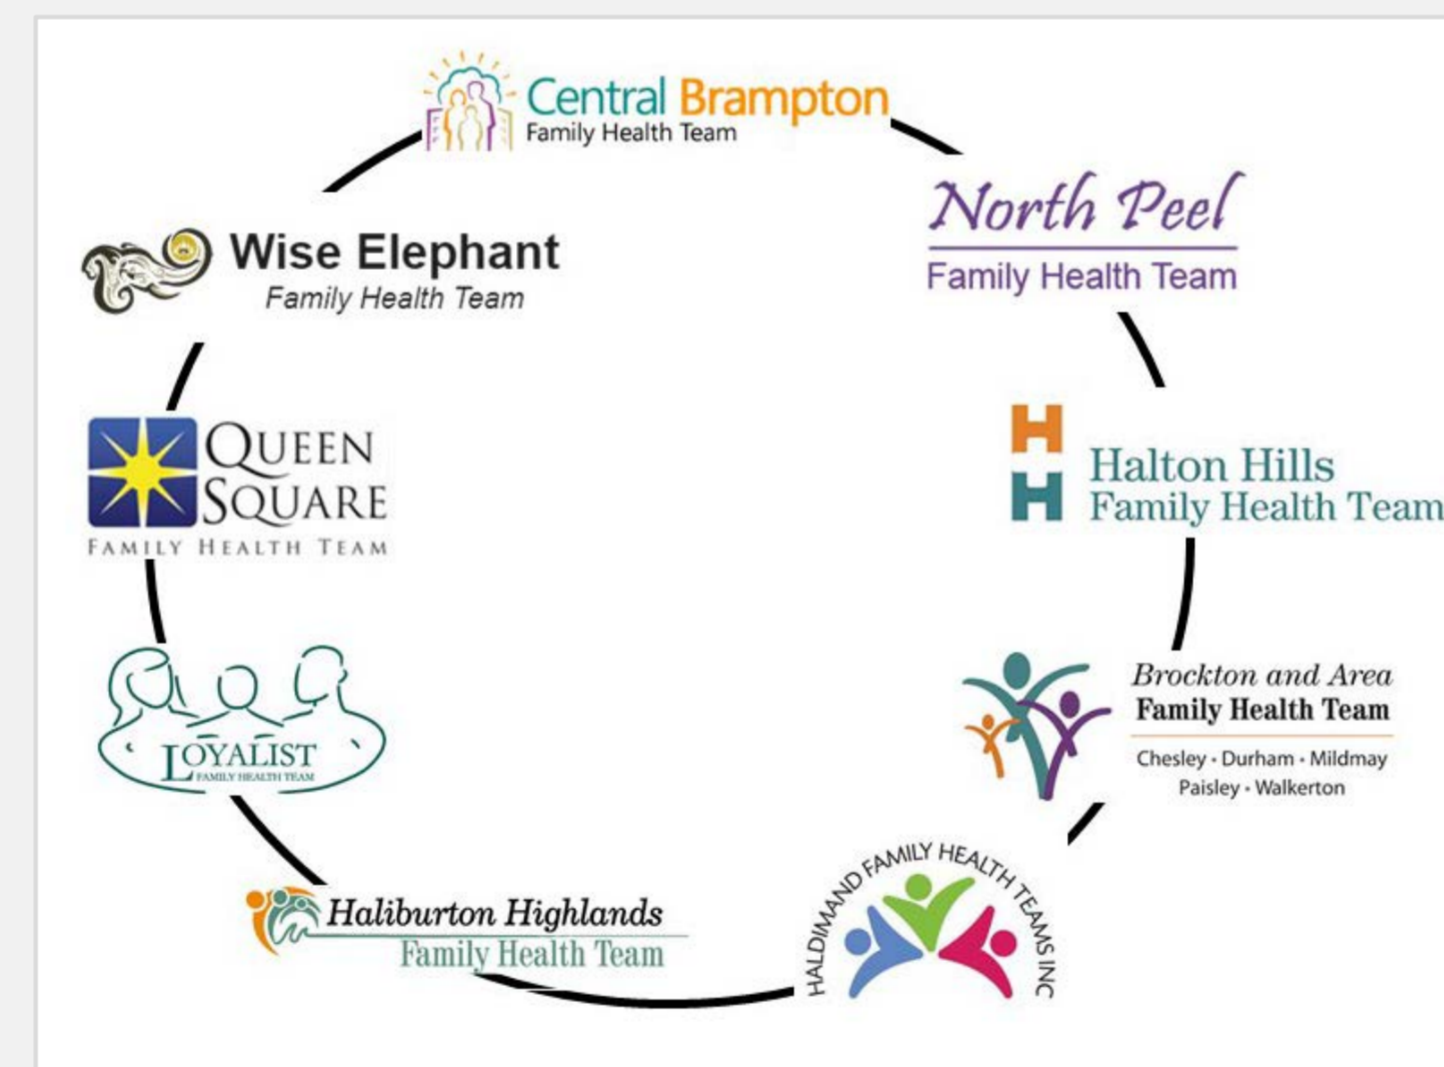 Central Brampton
Family Health Team
North Peel
Family Health Team
Wise Elephant
Family Health Team
H
H
Halton Hills
Family Health Team
QUEEN
SQUARE
FAMILY HEALTH TEAM
Brockton and Area
Family Health Team
Chesley • Durham • Mildmay
Paisley • Walkerton
LOYALIST
FAMILY HEALTH TEAM
HALDIMAND FAMILY HEALTH TEAMS INC
Haliburton Highlands
Family Health Team